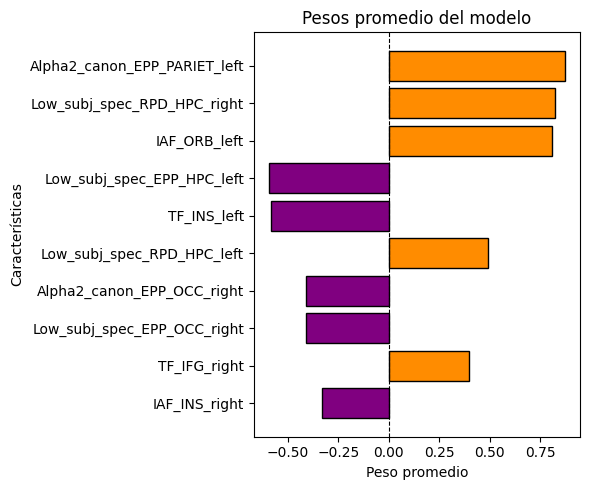 Pesos promedio del modelo
Alpha2_canon_EPP_PARIET_left
Low_subj_spec_RPD_HPC_right
IAF_ORB_left
Low_subj_spec_EPP_HPC_left
TF_INS_left
Low_subj_spec_RPD_HPC_left
Alpha2_canon_EPP_OCC_right
Low_subj_spec_EPP_OCC_right
TF_IFG_right
IAF_INS_right
Características
−0.50 −0.25 0.00 0.25 0.50 0.75
Peso promedio